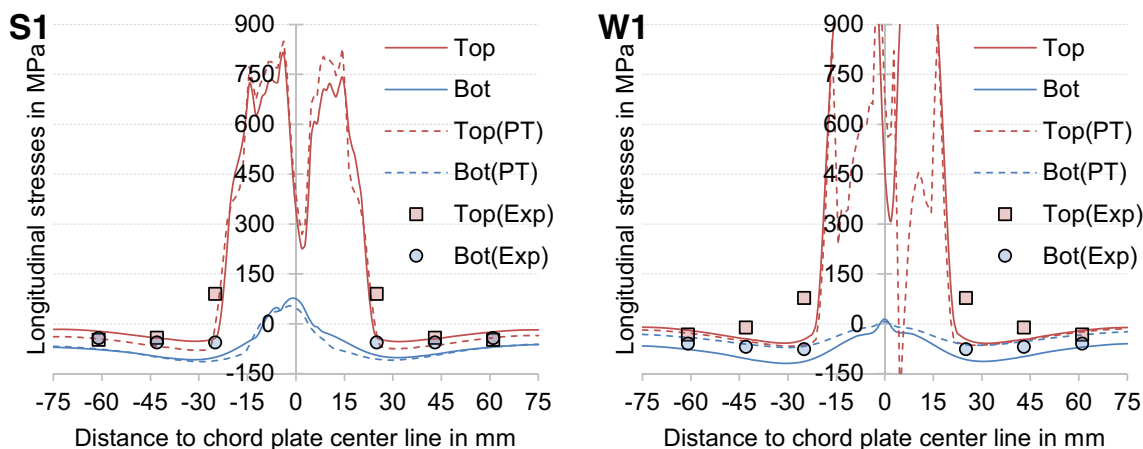 S1
Longitudinal stresses in MPa
900
750
600
450
300
150
0
-150
-75 -60 -45 -30 -15 0 15 30 45 60 75
Distance to chord plate center line in mm
Top
Bot
Top(PT)
Bot(PT)
Top(Exp)
Bot(Exp)
W1
Longitudinal stresses in MPa
900
750
600
450
300
150
0
-150
-75 -60 -45 -30 -15 0 15 30 45 60 75
Distance to chord plate center line in mm
Top
Bot
Top(PT)
Bot(PT)
Top(Exp)
Bot(Exp)